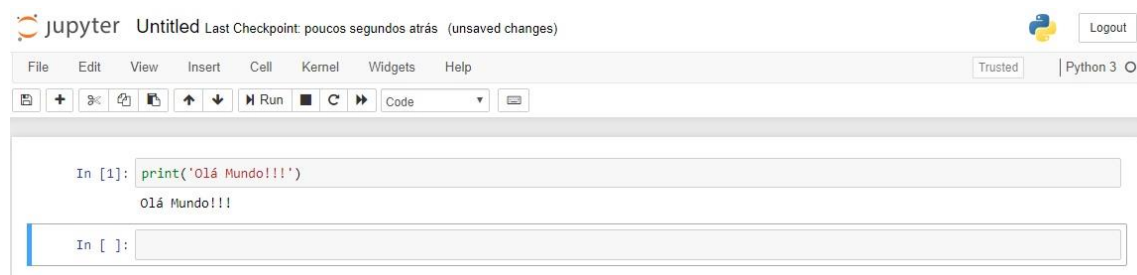 jupyter Untitled Last Checkpoint: poucos segundos atrás (unsaved changes) Logout
File Edit View Insert Cell Kernel Widgets Help Trusted Python 3
Run Code
In [1]: print('Olá Mundo!!!')
Olá Mundo!!!
In [ ]: